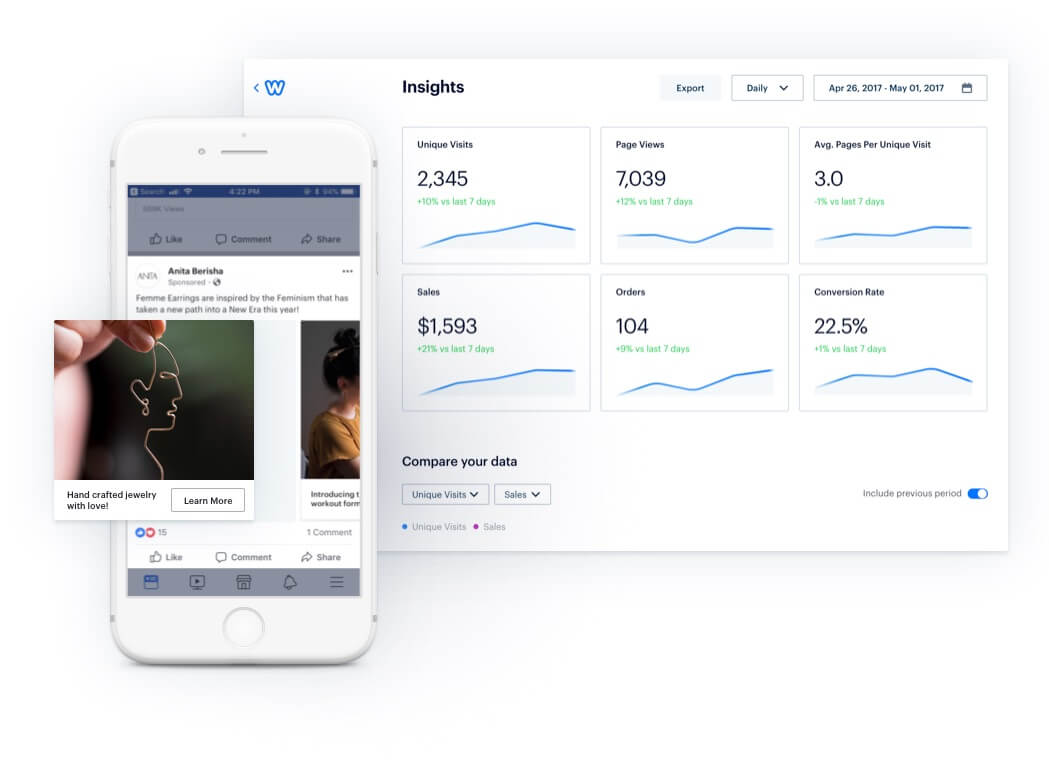 Insights
Export
Daily
Apr 26, 2017 - May 01, 2017
Unique Visits
2,345
+10% vs last 7 days
Page Views
7,039
+12% vs last 7 days
Avg. Pages Per Unique Visit
3.0
-1% vs last 7 days
Sales
$1,593
+21% vs last 7 days
Orders
104
+9% vs last 7 days
Conversion Rate
22.5%
+1% vs last 7 days
Compare your data
Unique Visits
Sales
Include previous period
Unique Visits
Sales
Search
4:22 PM
94%
Views
Like
Comment
Share
ANITA
Anita Berisha
Sponsored ·
Femme Earrings are inspired by the Feminism that has
taken a new path into a New Era this year!
Hand crafted jewelry
with love!
Learn More
Introducing t
workout form
15
1 Comment
Like
Comment
Share